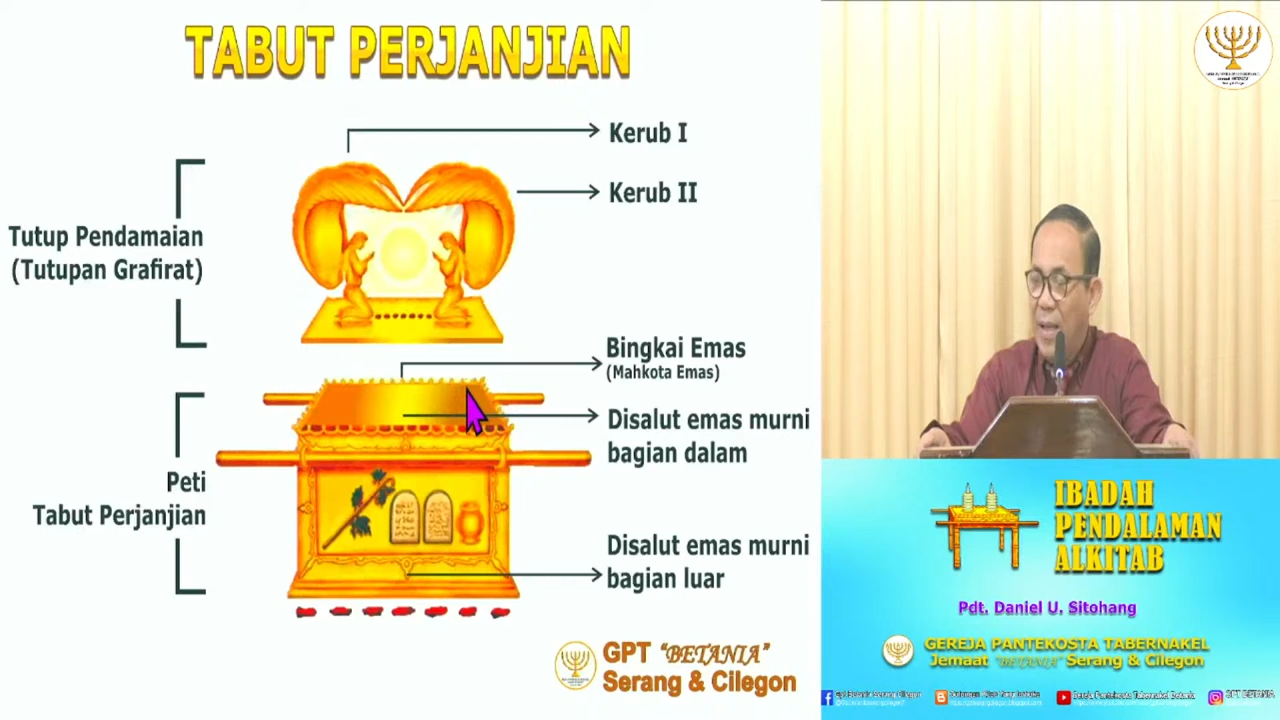 TABUT PERJANJIAN
Kerub I
Kerub II
Tutup Pendamaian
(Tutupan Grafirat)
Bingkai Emas
(Mahkota Emas)
Disalut emas murni
bagian dalam
Peti
Tabut Perjanjian
Disalut emas murni
bagian luar
GPT "BETANIA"
Serang & Cilegon
IBADAH
PENDALAMAN
ALKITAB
Pdt. Daniel U. Sitohang
GEREJA PANTEKOSTA TABERNAKEL
Jemaat "BETANIA" Serang & Cilegon
GPT BETANIA